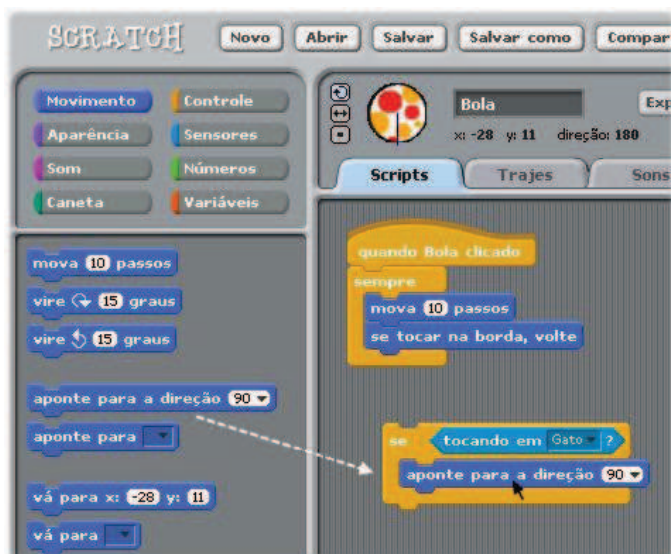 SCRATCH Novo Abrir Salvar Salvar como Compar
Movimento Controle
Aparência Sensores
Som Números
Caneta Variáveis
Bola Exp
x: -28 y: 11 direção: 180
Scripts Trajes Sons
mova 10 passos
vire 15 graus
vire 15 graus
aponte para a direção 90
aponte para
vá para x: -28 y: 11
vá para
quando Bola clicado
sempre
mova 10 passos
se tocar na borda, volte
se tocando em Gato ?
aponte para a direção 90